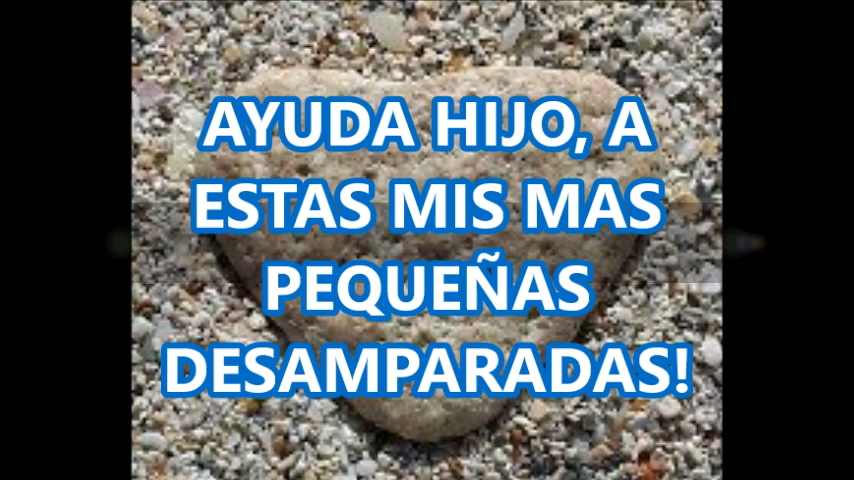 AYUDA HIJO, A
ESTAS MIS MAS
PEQUEÑAS
DESAMPARADAS!